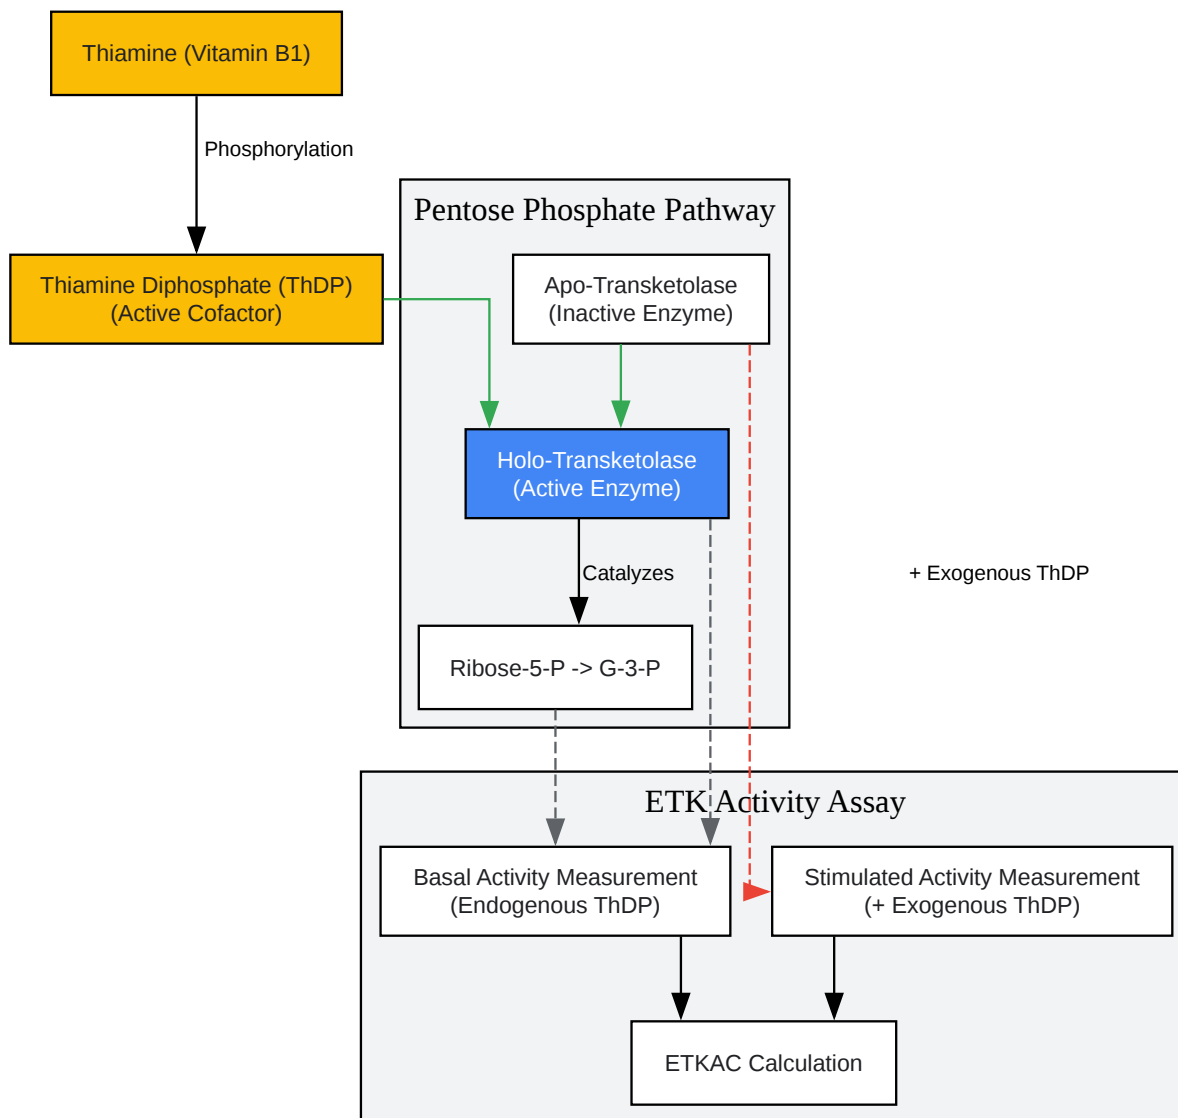 Thiamine (Vitamin B1)
Phosphorylation
Pentose Phosphate Pathway
Thiamine Diphosphate (ThDP)
(Active Cofactor)
Apo-Transketolase
(Inactive Enzyme)
Holo-Transketolase
(Active Enzyme)
Catalyzes
+ Exogenous ThDP
Ribose-5-P -> G-3-P
ETK Activity Assay
Basal Activity Measurement
(Endogenous ThDP)
Stimulated Activity Measurement
(+ Exogenous ThDP)
ETKAC Calculation